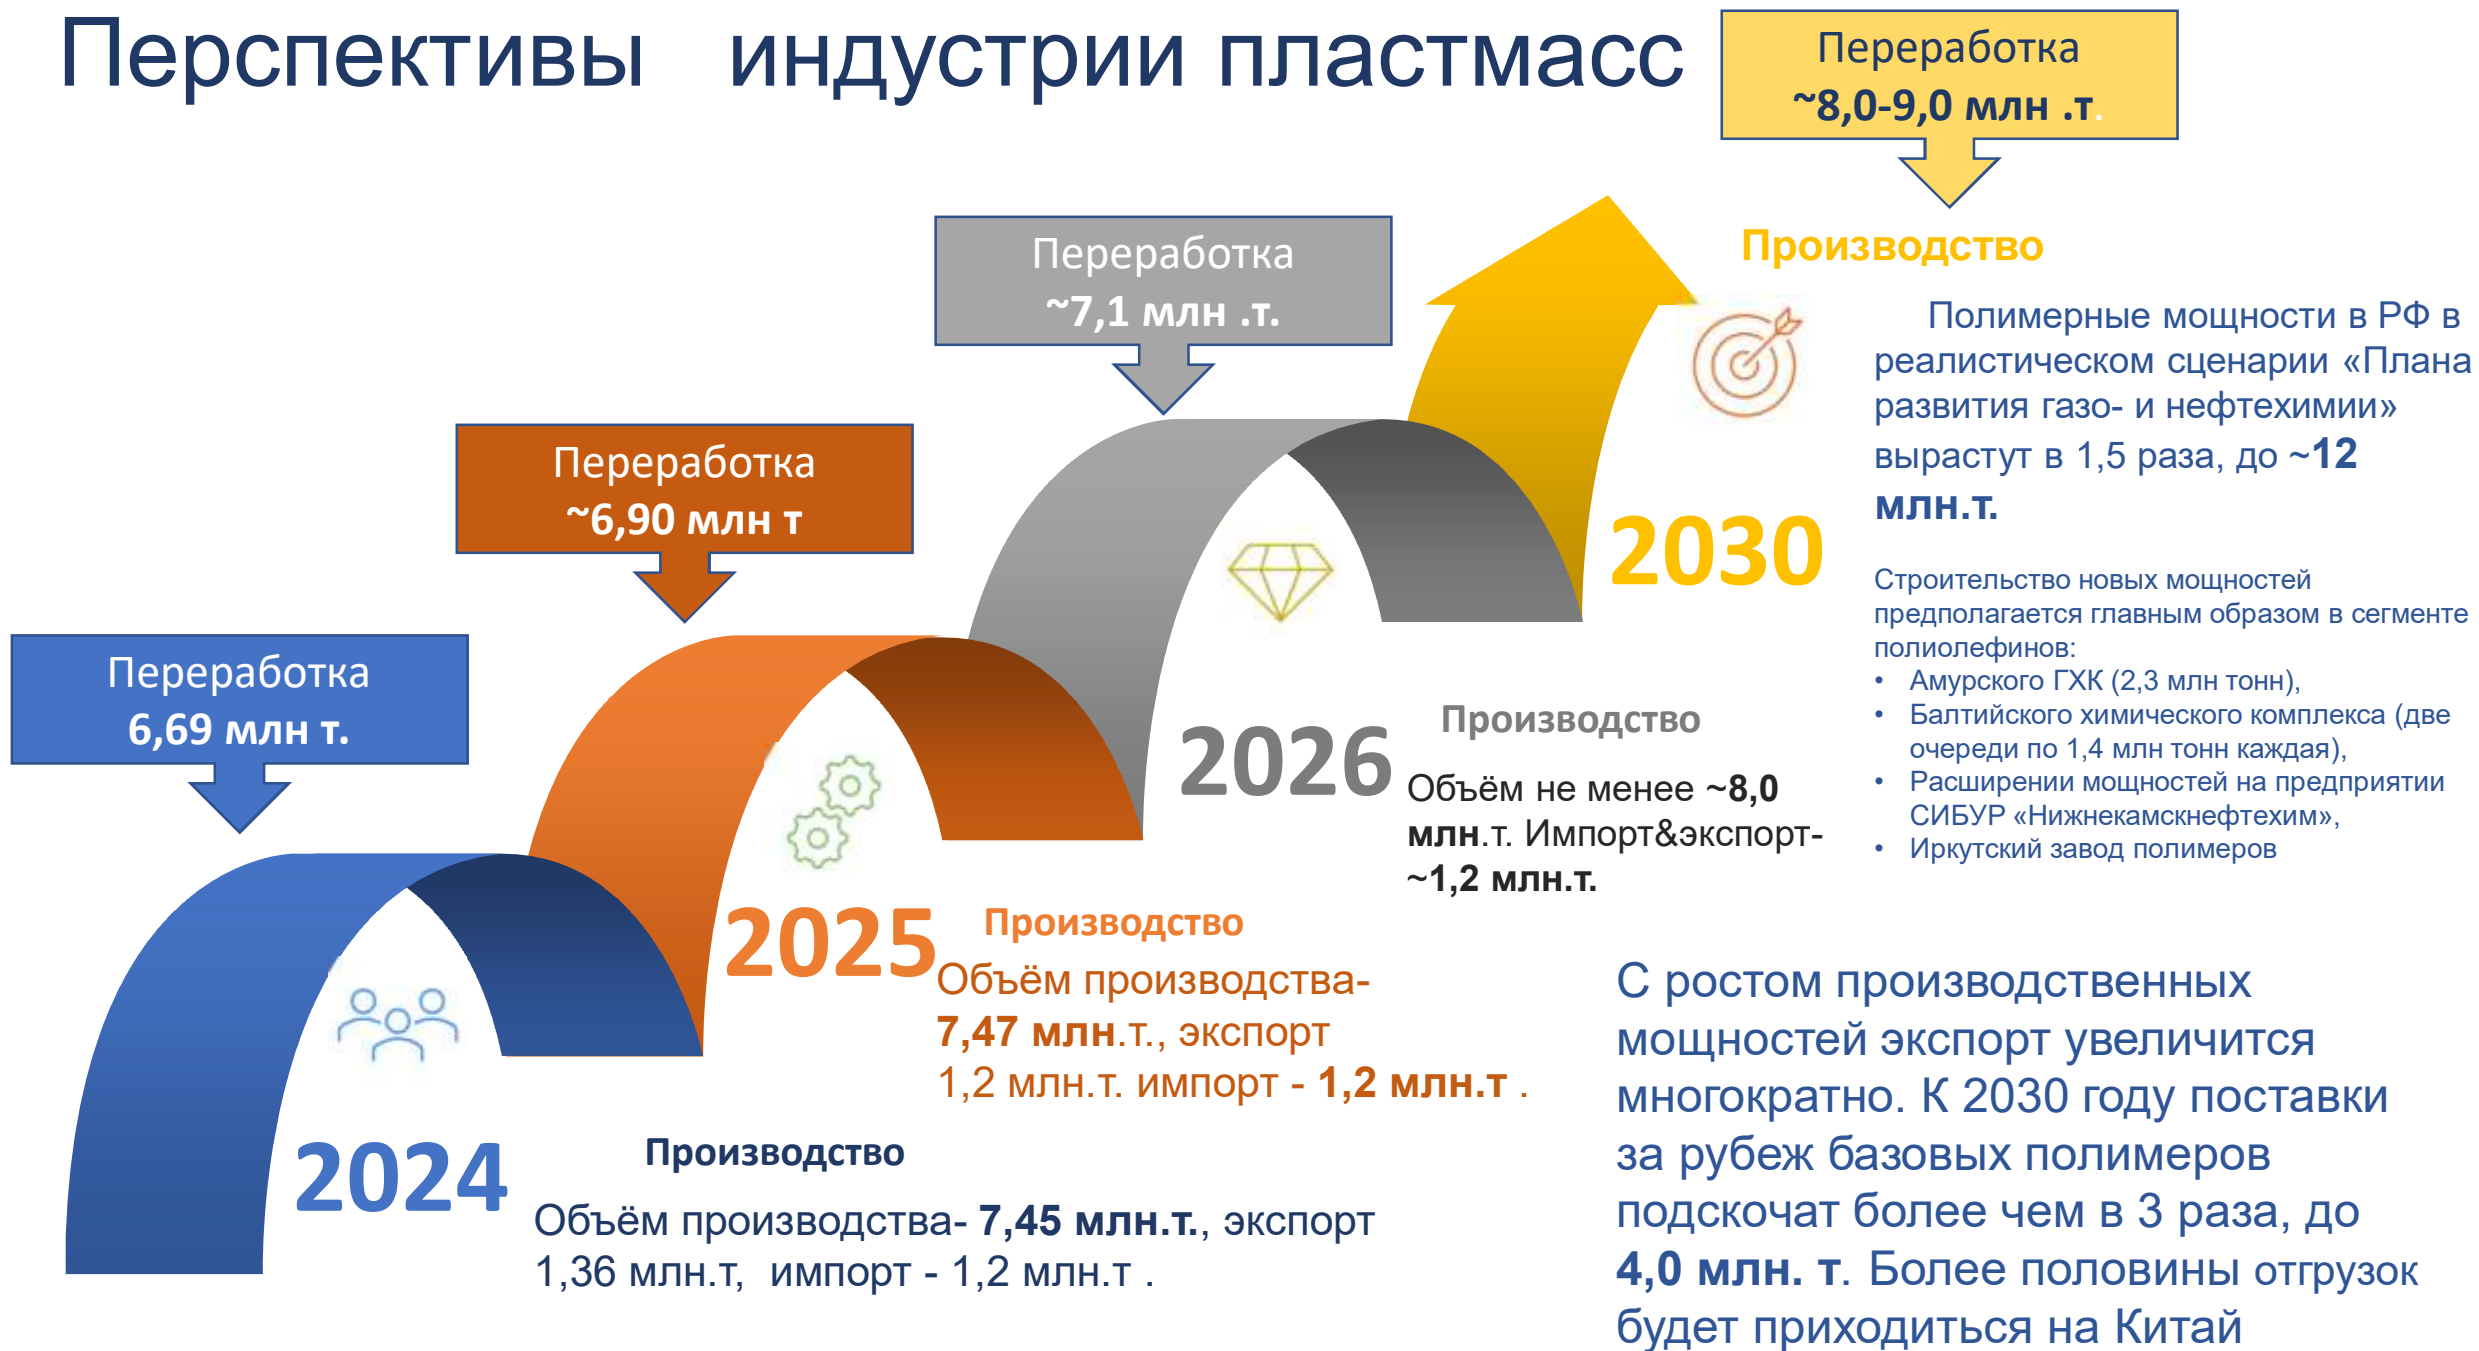 Перспективы индустрии пластмасс
Переработка
~8,0-9,0 млн .т.
Производство
Полимерные мощности в РФ в
реалистическом сценарии «Плана
развития газо- и нефтехимии»
вырастут в 1,5 раза, до ~12
млн.т.
2030
Строительство новых мощностей
предполагается главным образом в сегменте
полиолефинов:
• Амурского ГХК (2,3 млн тонн),
• Балтийского химического комплекса (две
очереди по 1,4 млн тонн каждая),
• Расширении мощностей на предприятии
СИБУР «Нижнекамскнефтехим»,
• Иркутский завод полимеров
Переработка
~7,1 млн .т.
2026
Производство
Объём не менее ~8,0
млн.т. Импорт&экспорт-
~1,2 млн.т.
Переработка
~6,90 млн т
2025
Производство
Объём производства-
7,47 млн.т., экспорт
1,2 млн.т. импорт - 1,2 млн.т .
Переработка
6,69 млн т.
2024
Производство
Объём производства- 7,45 млн.т., экспорт
1,36 млн.т, импорт - 1,2 млн.т .
С ростом производственных
мощностей экспорт увеличится
многократно. К 2030 году поставки
за рубеж базовых полимеров
подскочат более чем в 3 раза, до
4,0 млн. т. Более половины отгрузок
будет приходиться на Китай